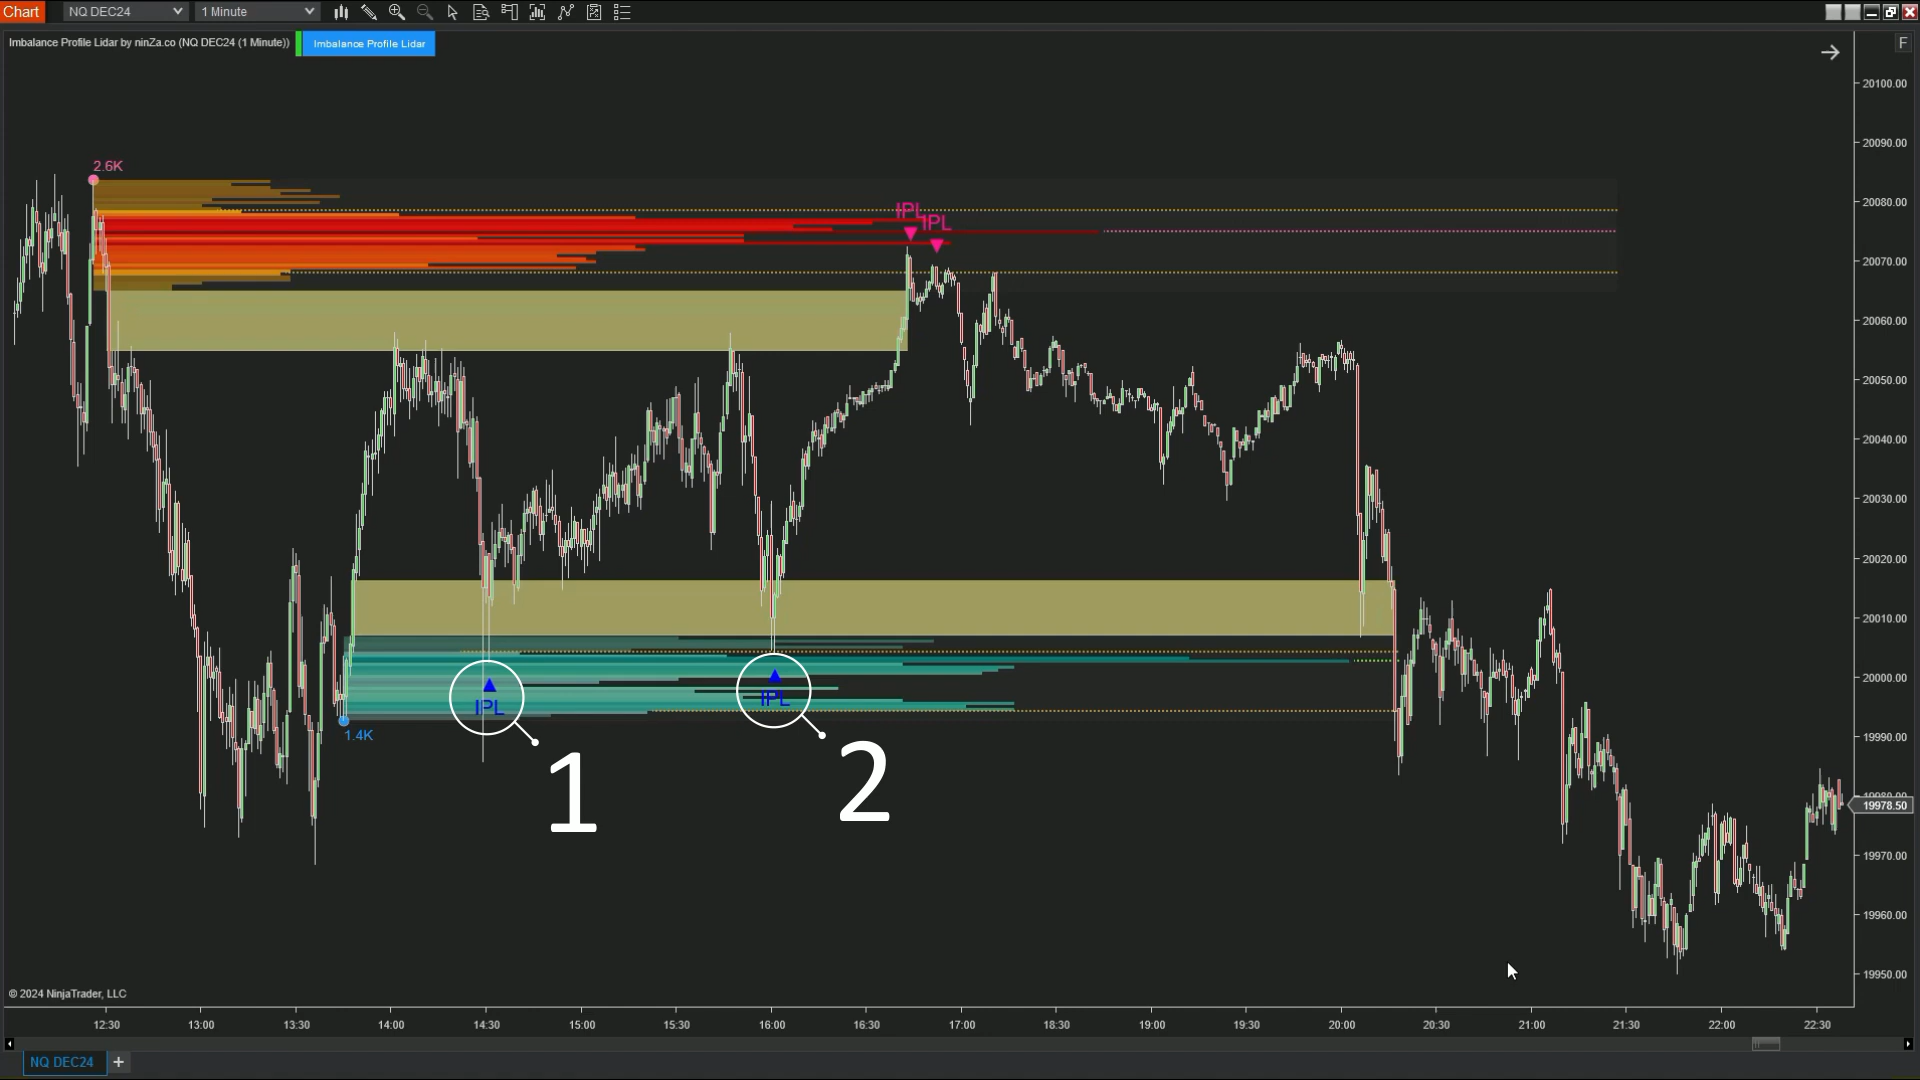 Chart NQ DEC24 1 Minute
Imbalance Profile Lidar by ninZa.co (NQ DEC24 (1 Minute)) Imbalance Profile Lidar
F
20100.00
20090.00
2.6K
20080.00
IPL
IPL
20070.00
20060.00
20050.00
20040.00
20030.00
20020.00
20010.00
20000.00
IPL
IPL
1.4K
19990.00
1
2
19980.00
19978.50
19970.00
19960.00
19950.00
© 2024 NinjaTrader, LLC
12:30 13:00 13:30 14:00 14:30 15:00 15:30 16:00 16:30 17:00 18:30 19:00 19:30 20:00 20:30 21:00 21:30 22:00 22:30
NQ DEC24 +